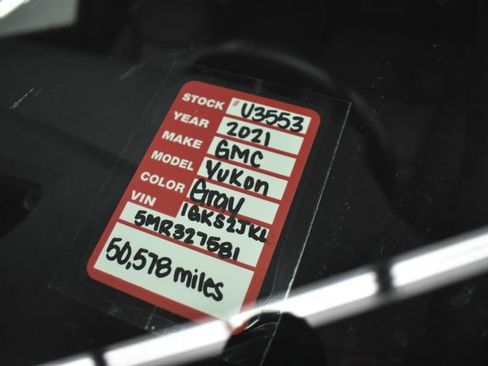 STOCK # U3553
YEAR 2021
MAKE GMC
MODEL Yukon
COLOR Gray
VIN 1GKS2JKL
5MR327581
50,578 miles